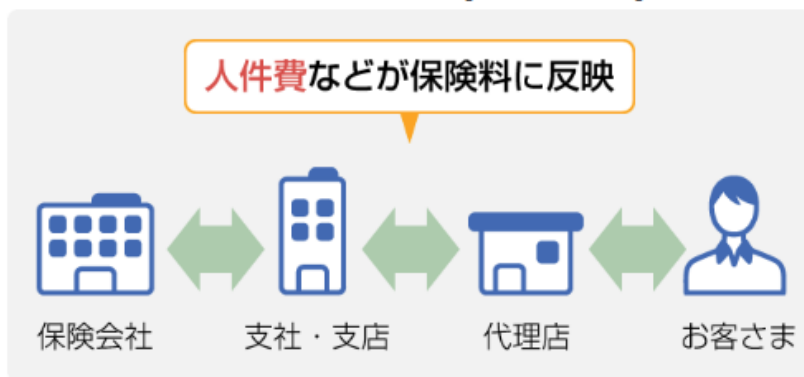 人件費などが保険料に反映
保険会社
支社・支店
代理店
お客さま